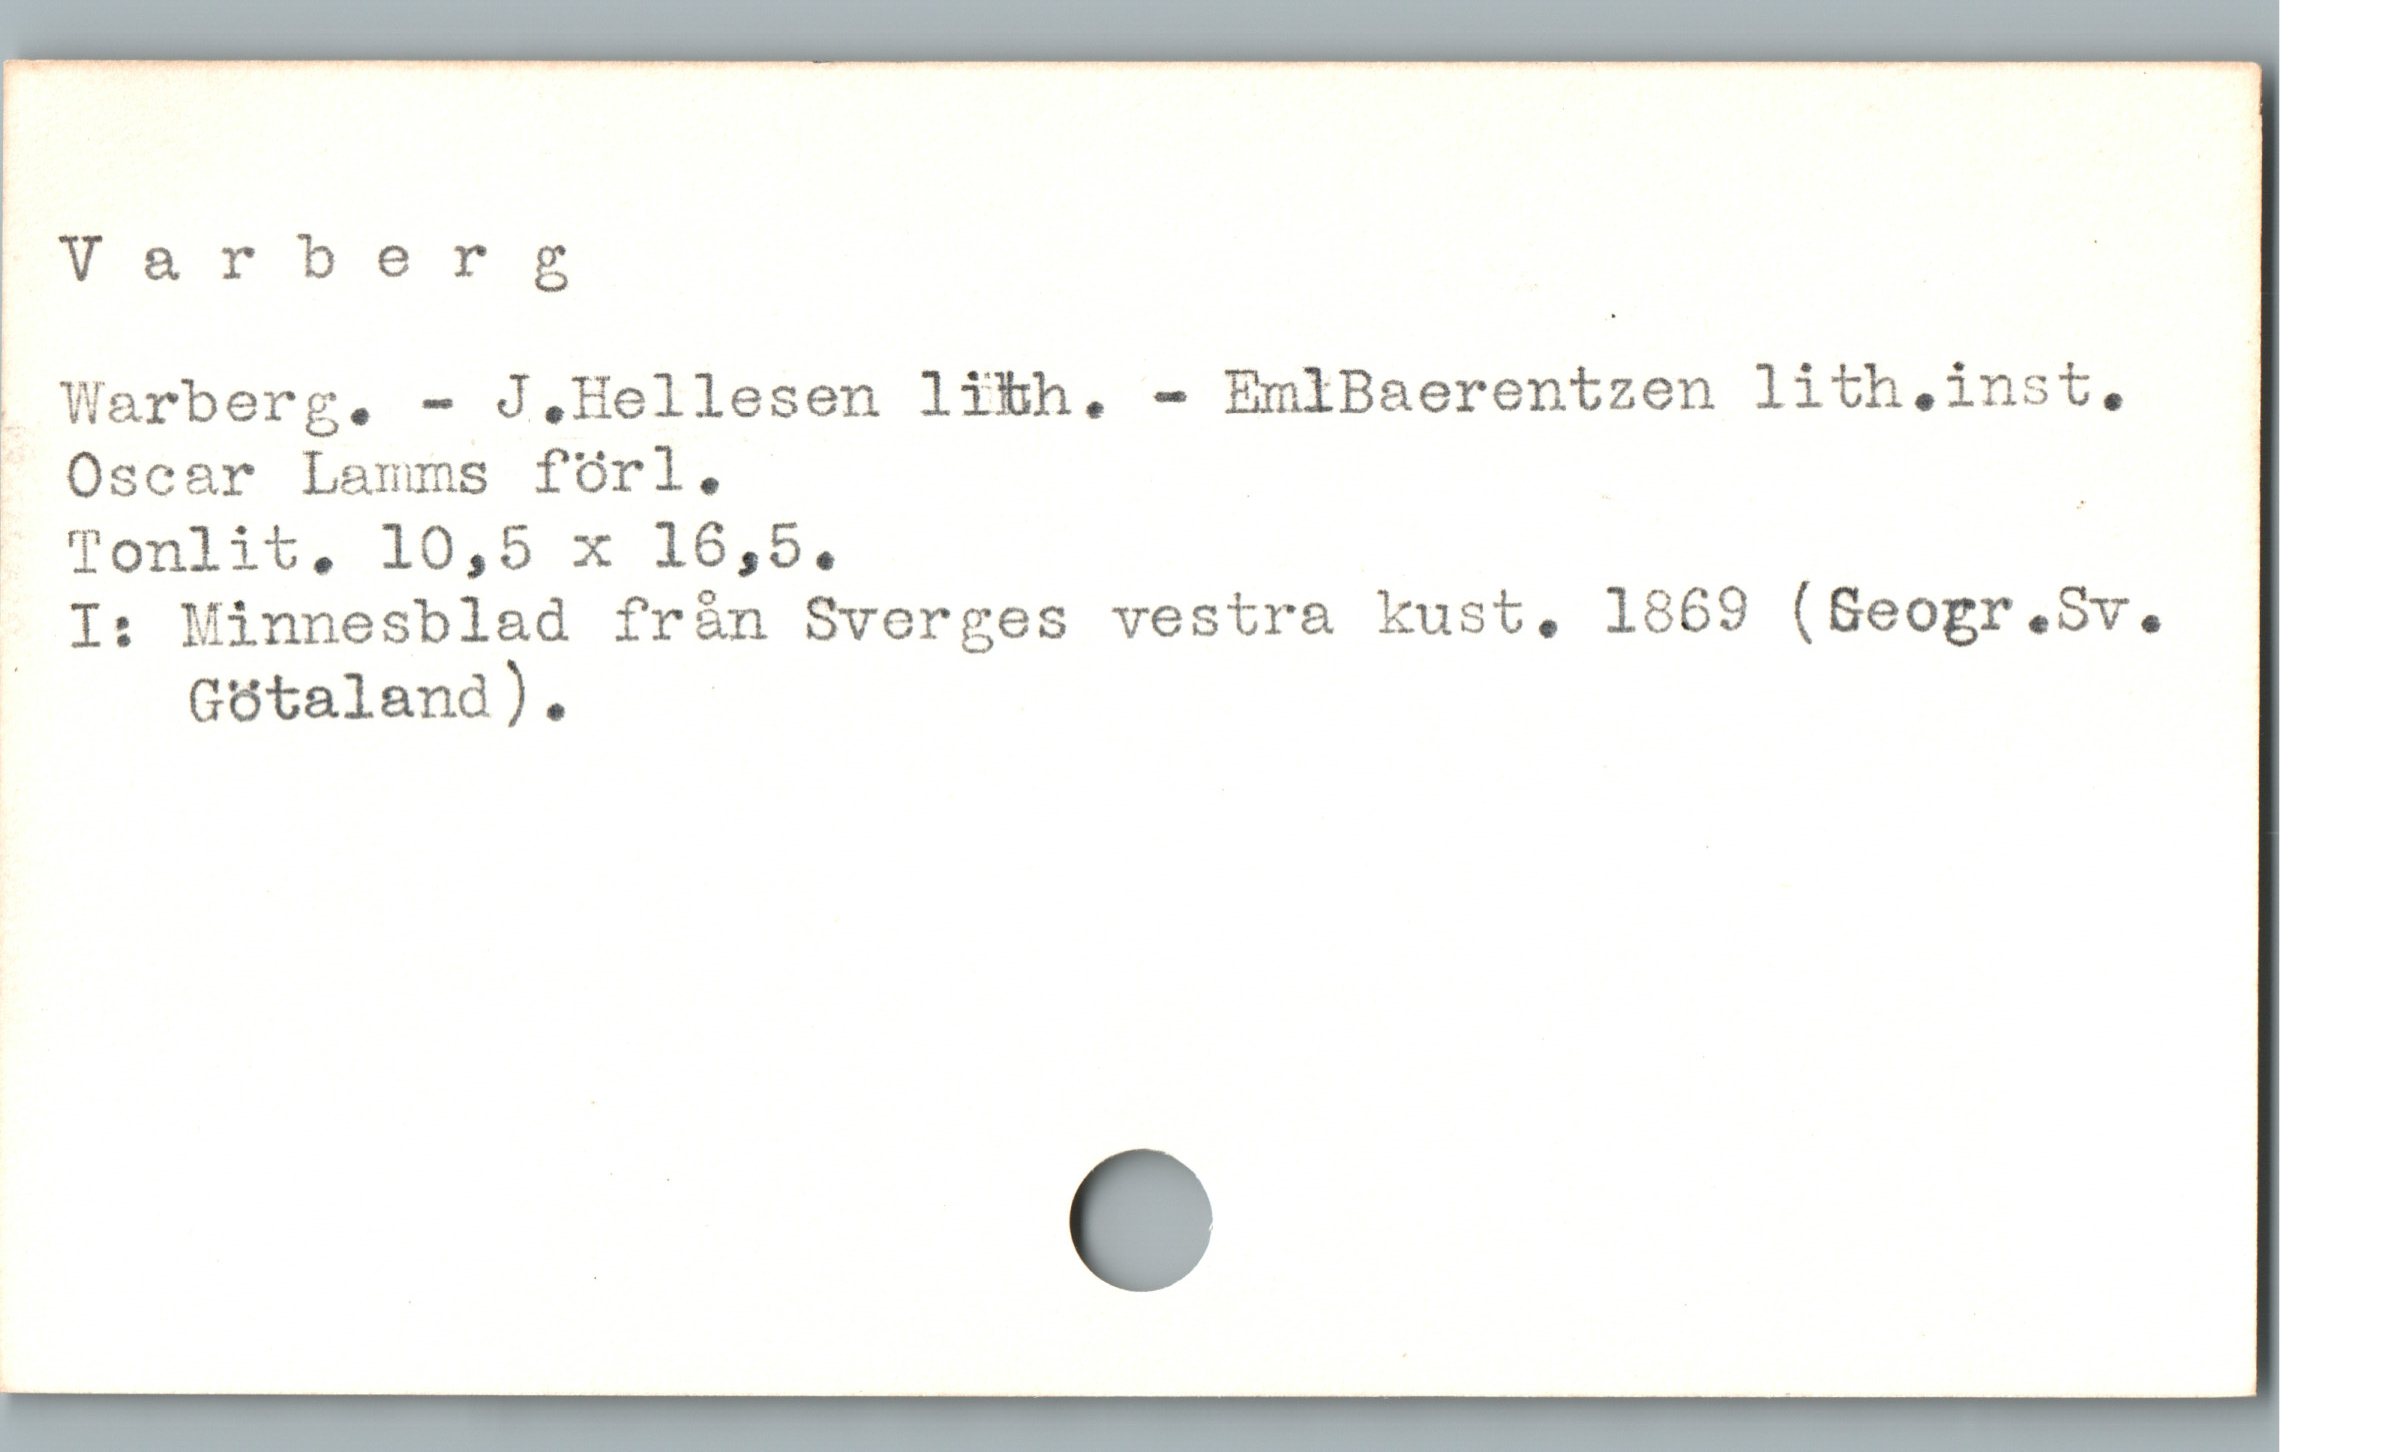 Varberg
Warberg. - J.Hellesen lith. - EmlBaerentzen lith.inst.
Oscar Lamms förl.
Tonlit. 10,5 x 16,5.
I: Minnesblad från Sverges vestra kust. 1869 (Geogr.Sv.
Götaland).